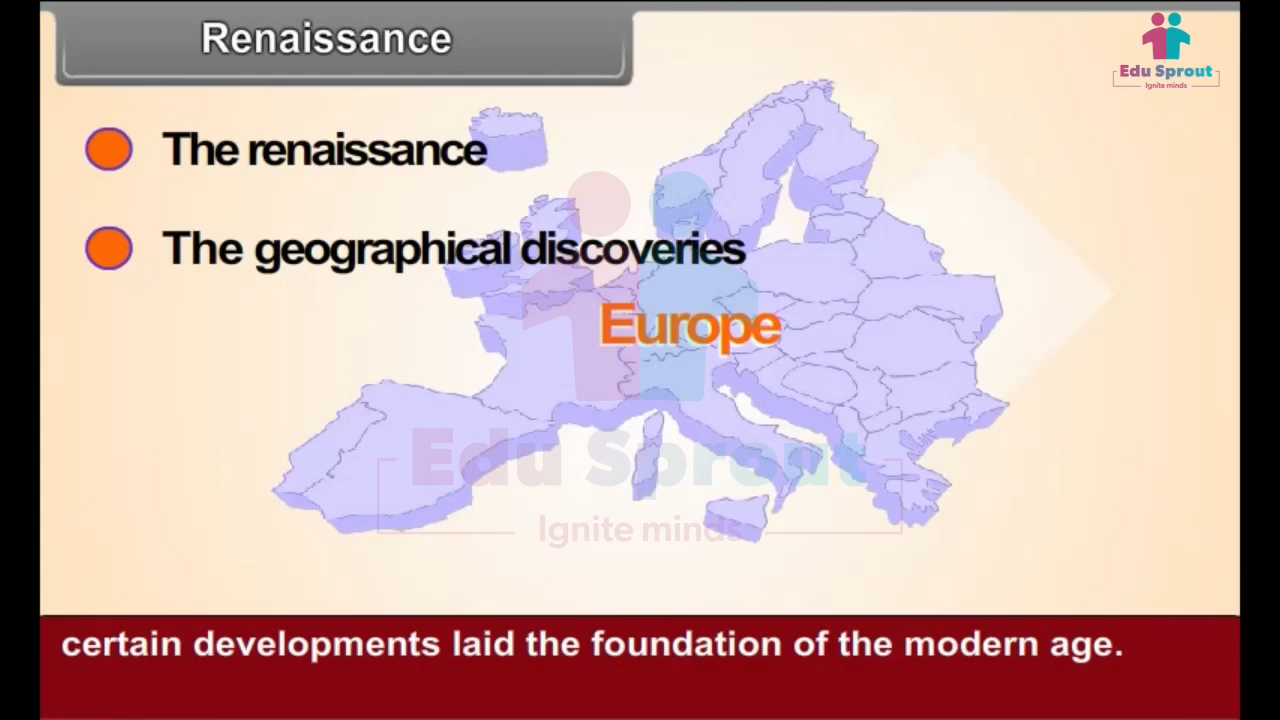 Renaissance
Edu Sprout
Ignite minds
The renaissance
The geographical discoveries
Europe
Edu Sprout
Ignite minds
certain developments laid the foundation of the modern age.